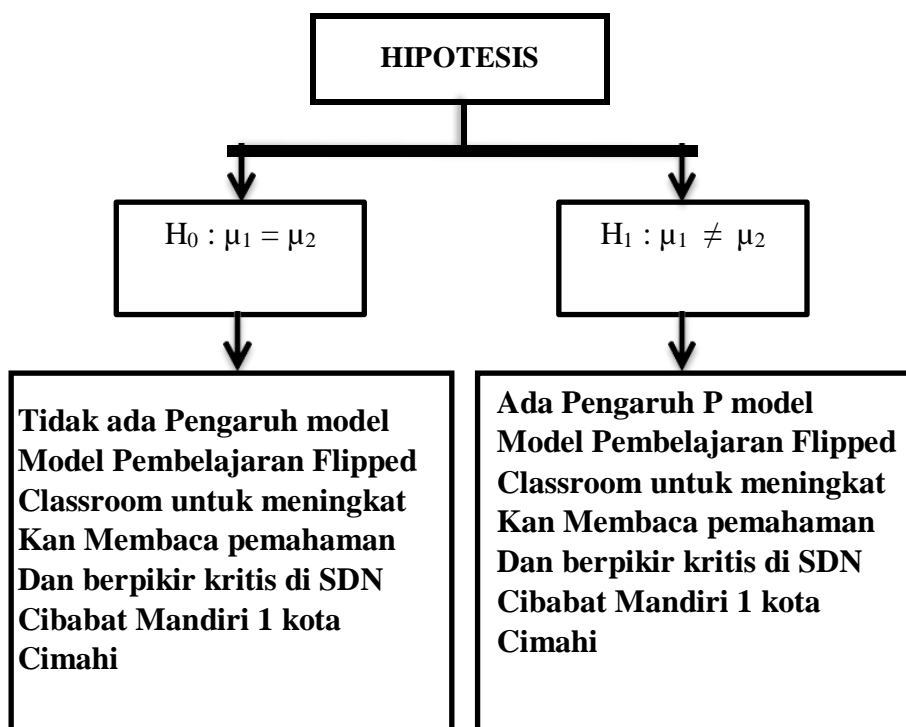 HIPOTESIS
H₀ : µ₁ = µ₂
H₁ : µ₁ ≠ µ₂
Tidak ada Pengaruh model
Model Pembelajaran Flipped
Classroom untuk meningkat
Kan Membaca pemahaman
Dan berpikir kritis di SDN
Cibabat Mandiri 1 kota
Cimahi
Ada Pengaruh P model
Model Pembelajaran Flipped
Classroom untuk meningkat
Kan Membaca pemahaman
Dan berpikir kritis di SDN
Cibabat Mandiri 1 kota
Cimahi